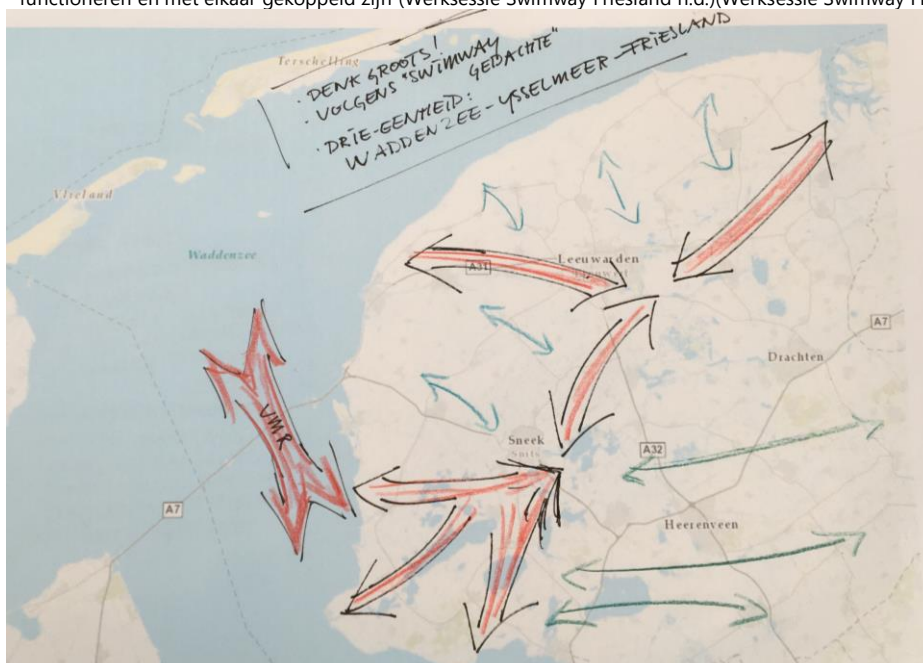 functioneren en met elkaar gekoppeld zijn (Werksessie Swimway Friesland n.d.)(Werksessie Swimway
Terschelling
· DENK GROOTS!
· VOLGENS "SWIMWAY
GEDACHTE"
· DRIE-EENHEID:
WADDENZEE-YSSELMEER-FRIESLAND
Vlieland
Waddenzee
A31
Leeuwarden
A7
Drachten
VMR
Sneek
Snits
A32
A7
Heerenveen